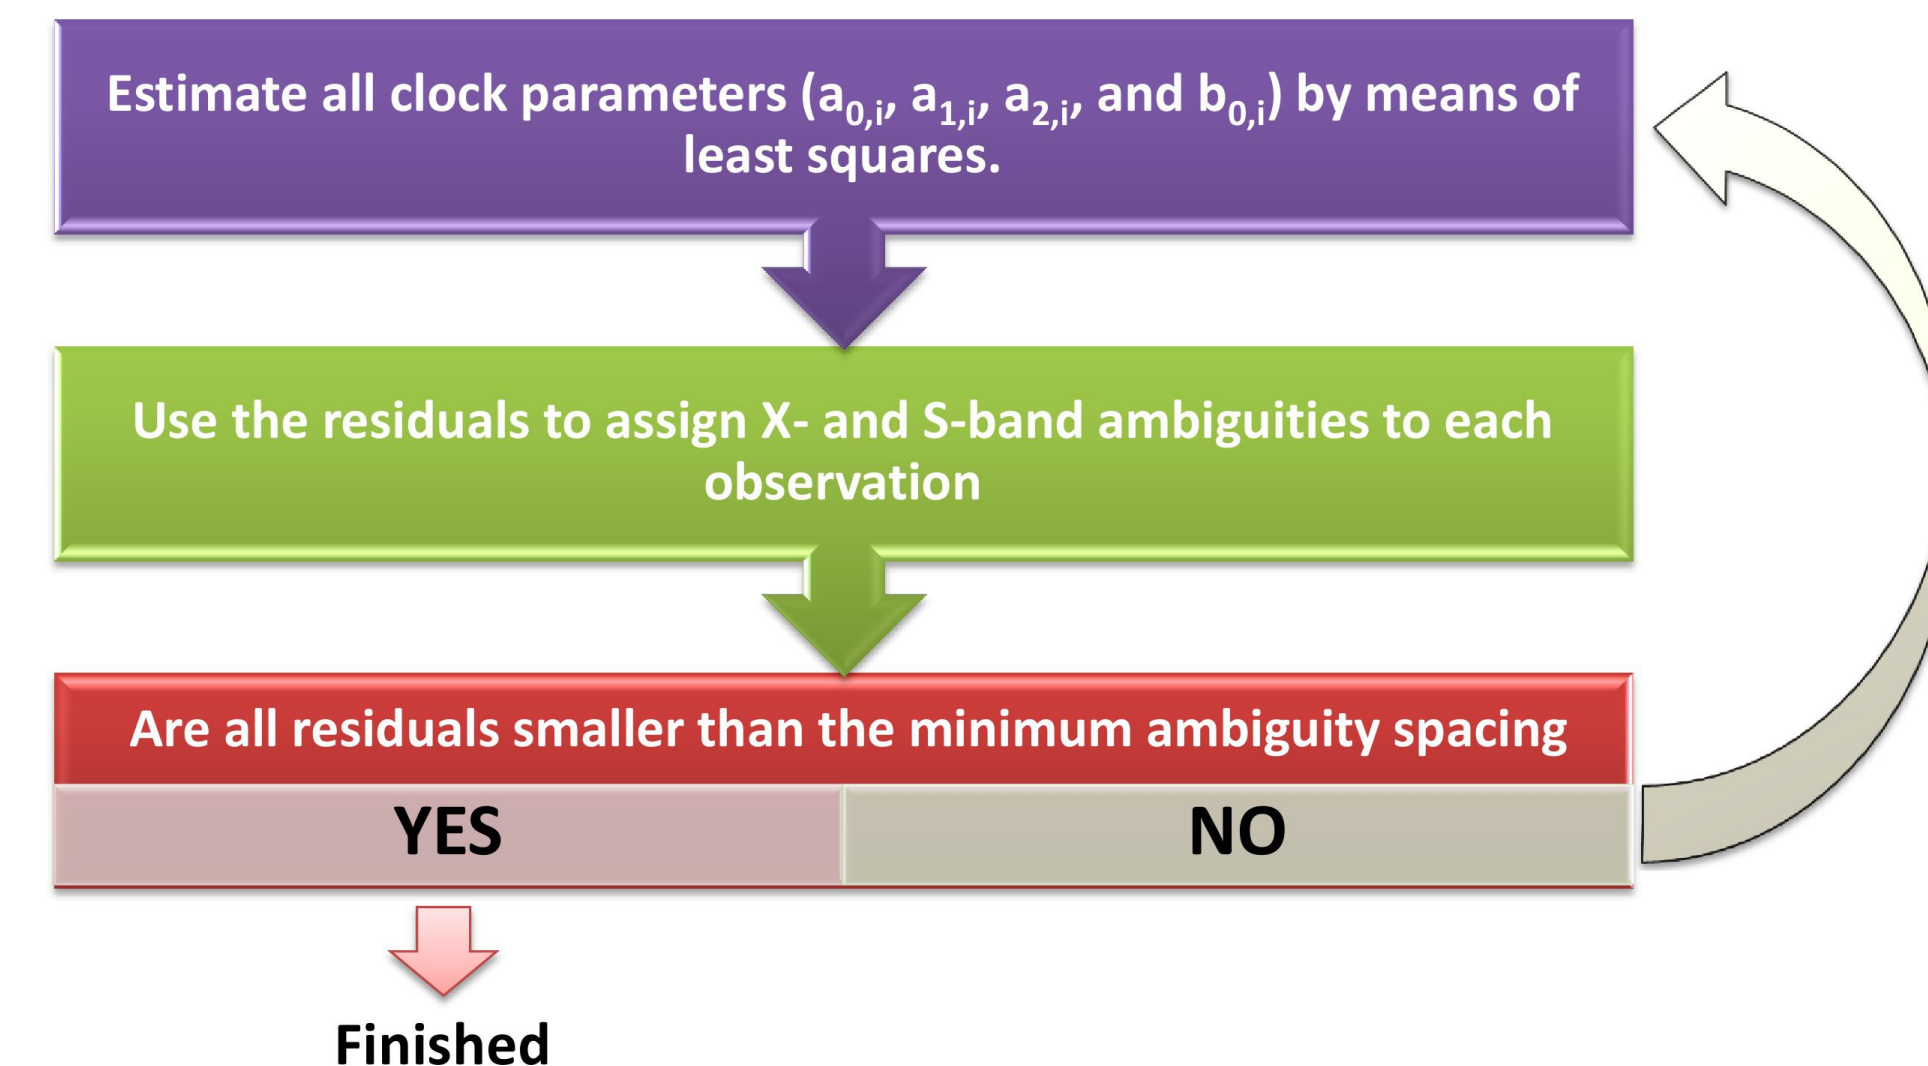 Estimate all clock parameters (a₀,ᵢ, a₁,ᵢ, a₂,ᵢ, and b₀,ᵢ) by means of
least squares.
Use the residuals to assign X- and S-band ambiguities to each
observation
Are all residuals smaller than the minimum ambiguity spacing
YES
NO
Finished